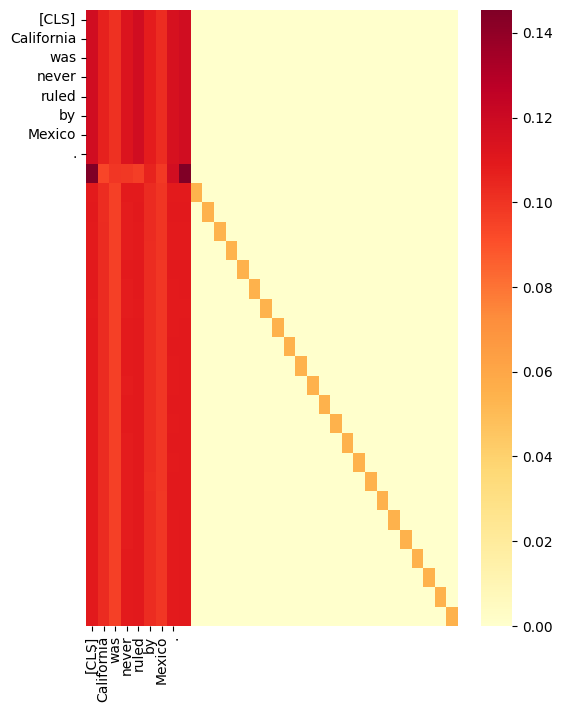 [CLS]
California
was
never
ruled
by
Mexico
.
0.14
0.12
0.10
0.08
0.06
0.04
0.02
0.00
[CLS]
California
was
never
ruled
by
Mexico
.